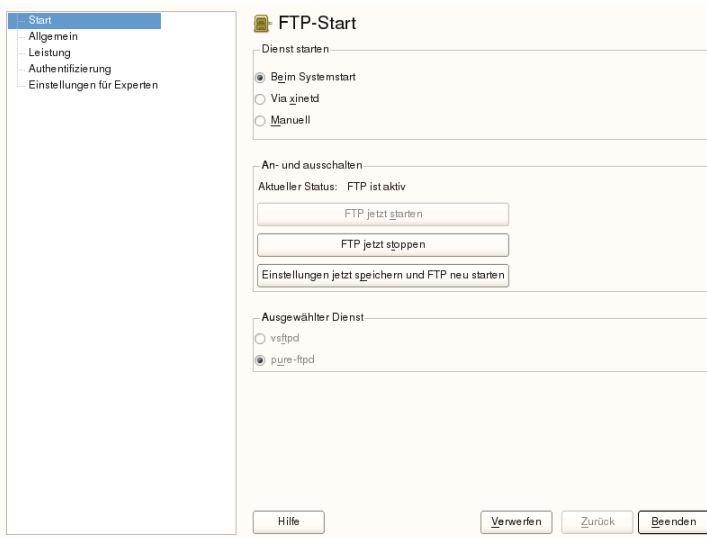 Start
Allgemein
Leistung
Authentifizierung
Einstellungen für Experten
FTP-Start
Dienst starten
Beim Systemstart
Via xinetd
Manuell
An- und ausschalten
Aktueller Status: FTP ist aktiv
FTP jetzt starten
FTP jetzt stoppen
Einstellungen jetzt speichern und FTP neu starten
Ausgewählter Dienst
vsftpd
pure-ftpd
Hilfe Verwerfen Zurück Beenden